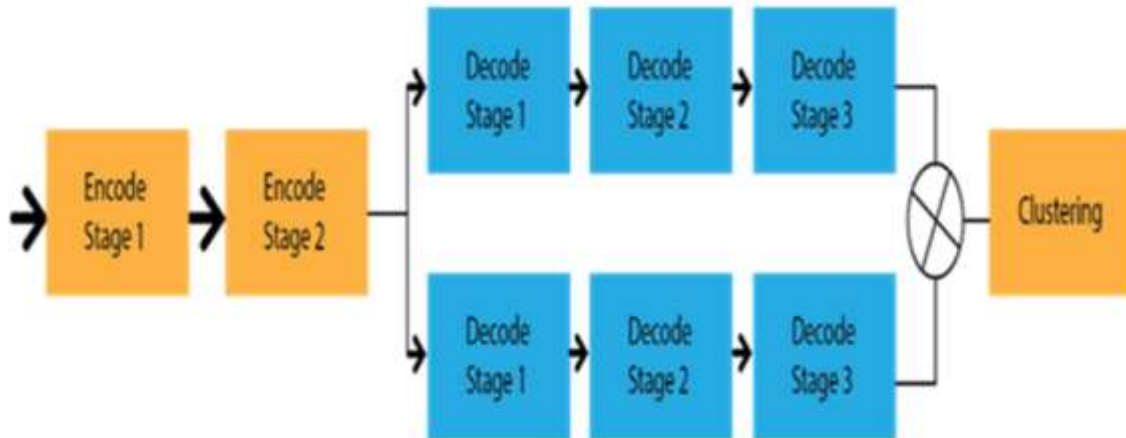 Encode
Stage 1
Encode
Stage 2
Decode
Stage 1
Decode
Stage 2
Decode
Stage 3
Decode
Stage 1
Decode
Stage 2
Decode
Stage 3
Clustering